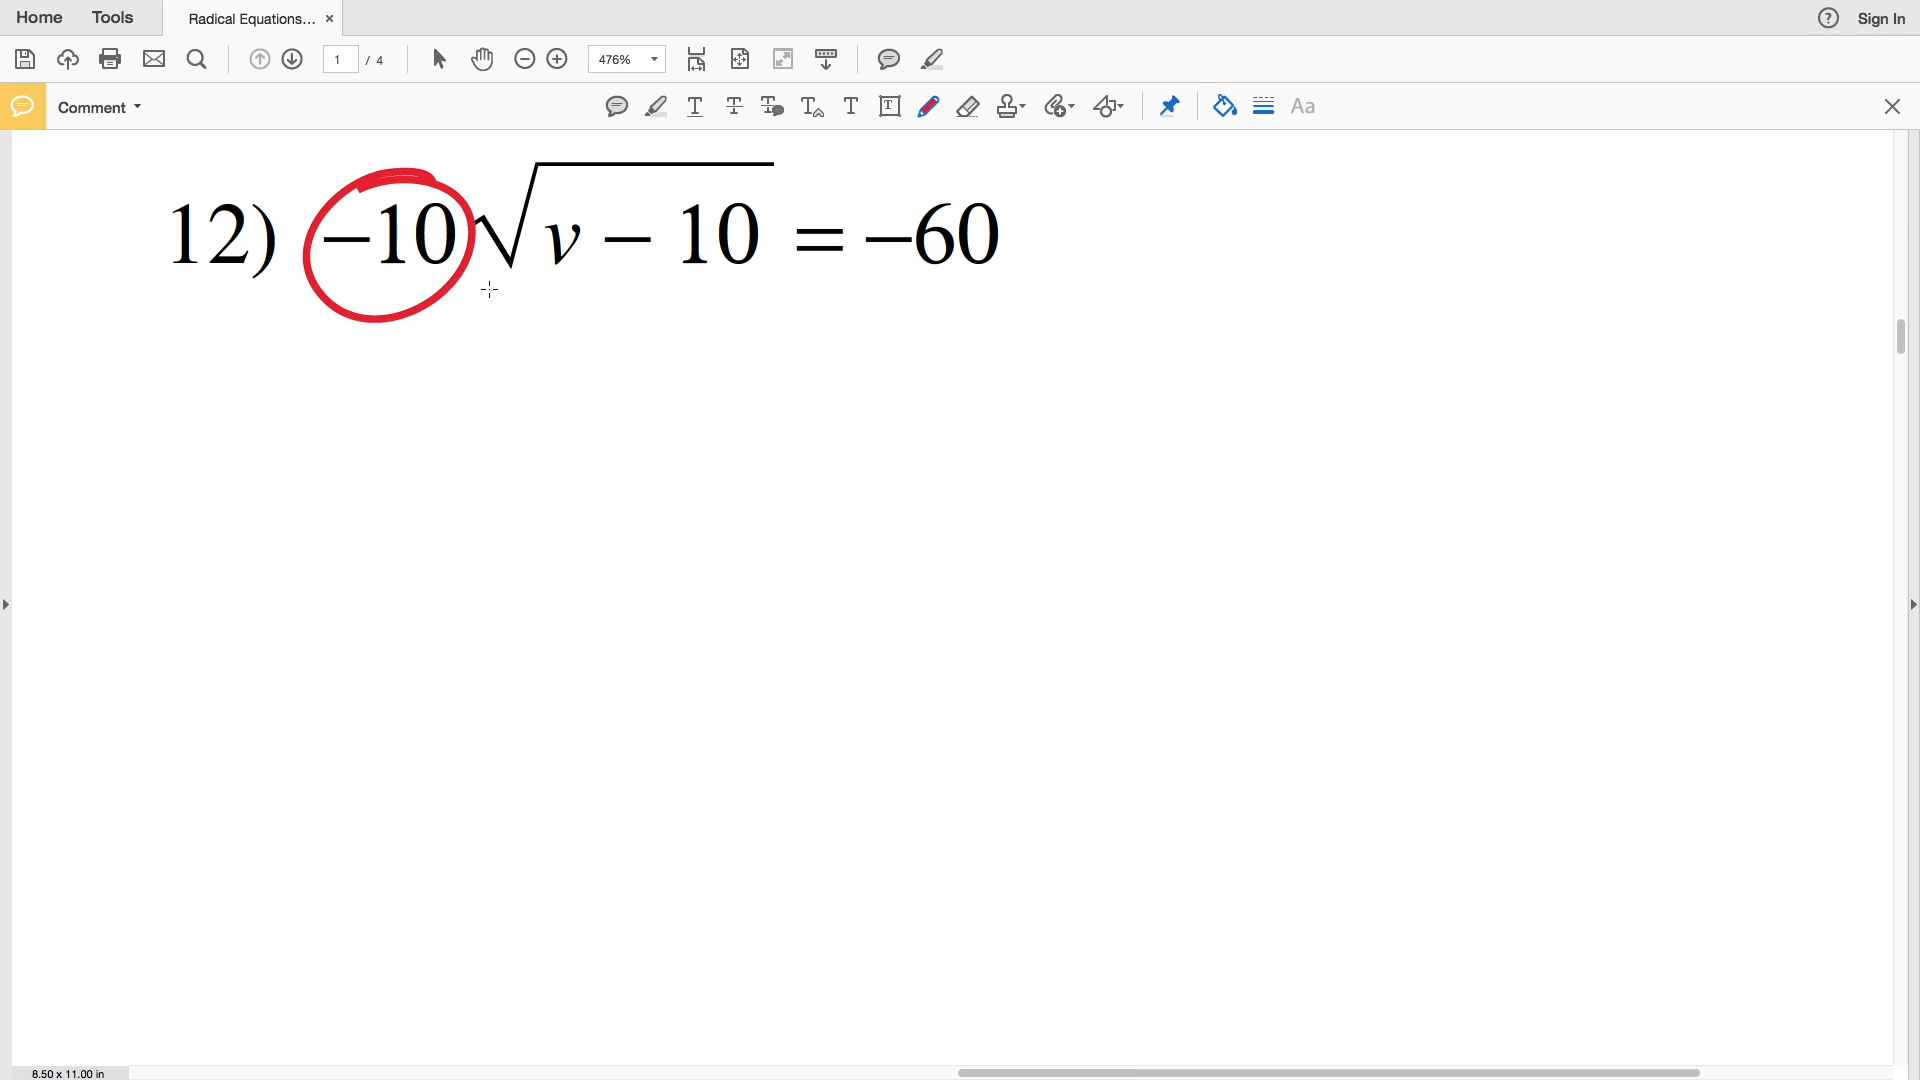 Home Tools Radical Equations... × ? Sign In
1 / 4 476%
Comment T T T T T T Aa
12) −10√v − 10 = −60
8.50 x 11.00 in